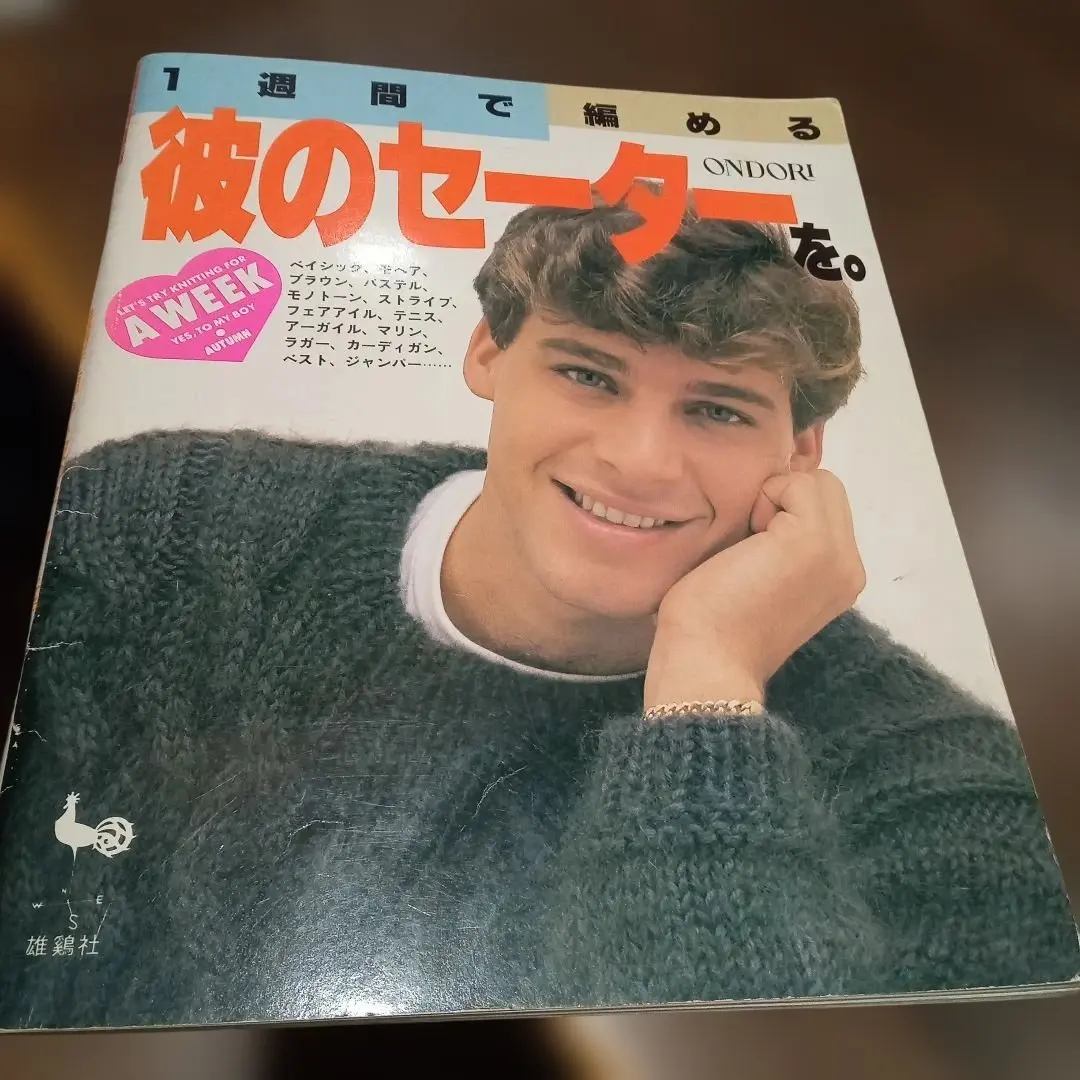 1週間で編める
彼のセーターを。
ONDORI
LET'S TRY KNITTING FOR
A WEEK
YES, TO MY BOY
AUTUMN
ベイシック、モヘア、
ブラウン、パステル、
モノトーン、ストライプ、
フェアアイル、テニス、
アーガイル、マリン、
ラガー、カーディガン、
ベスト、ジャンパー……
N
W E
S
雄鶏社